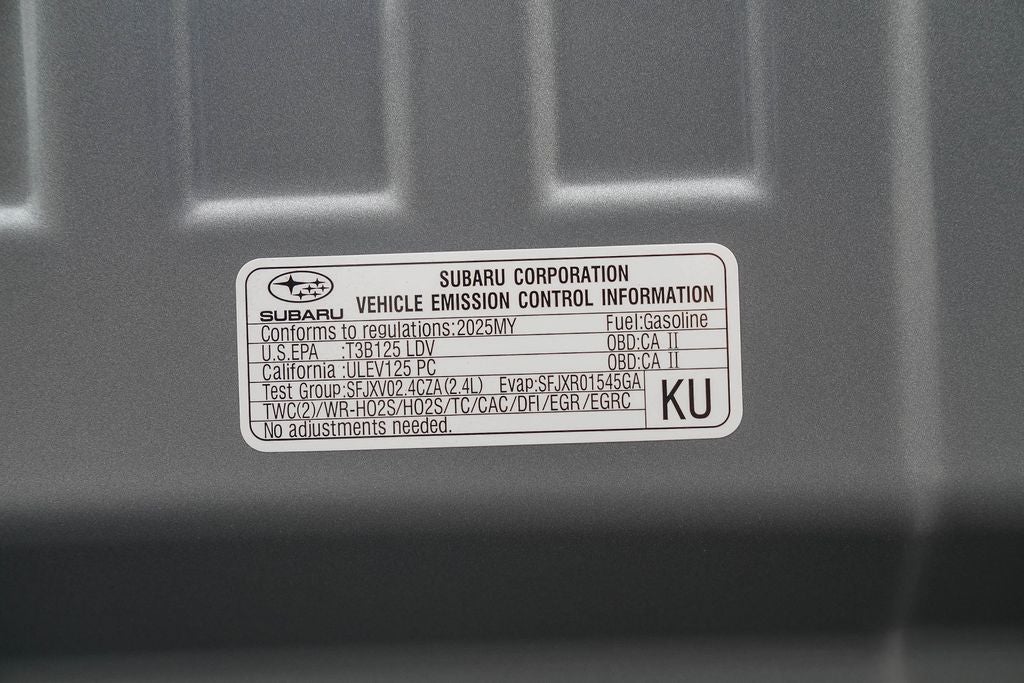 SUBARU CORPORATION
SUBARU VEHICLE EMISSION CONTROL INFORMATION
Conforms to regulations:2025MY Fuel:Gasoline
U.S.EPA :T3B125 LDV OBD:CA II
California :ULEV125 PC OBD:CA II
Test Group:SFJXV02.4CZA(2.4L) Evap:SFJXR01545GA
TWC(2)/WR-HO2S/HO2S/TC/CAC/DFI/EGR/EGRC KU
No adjustments needed.